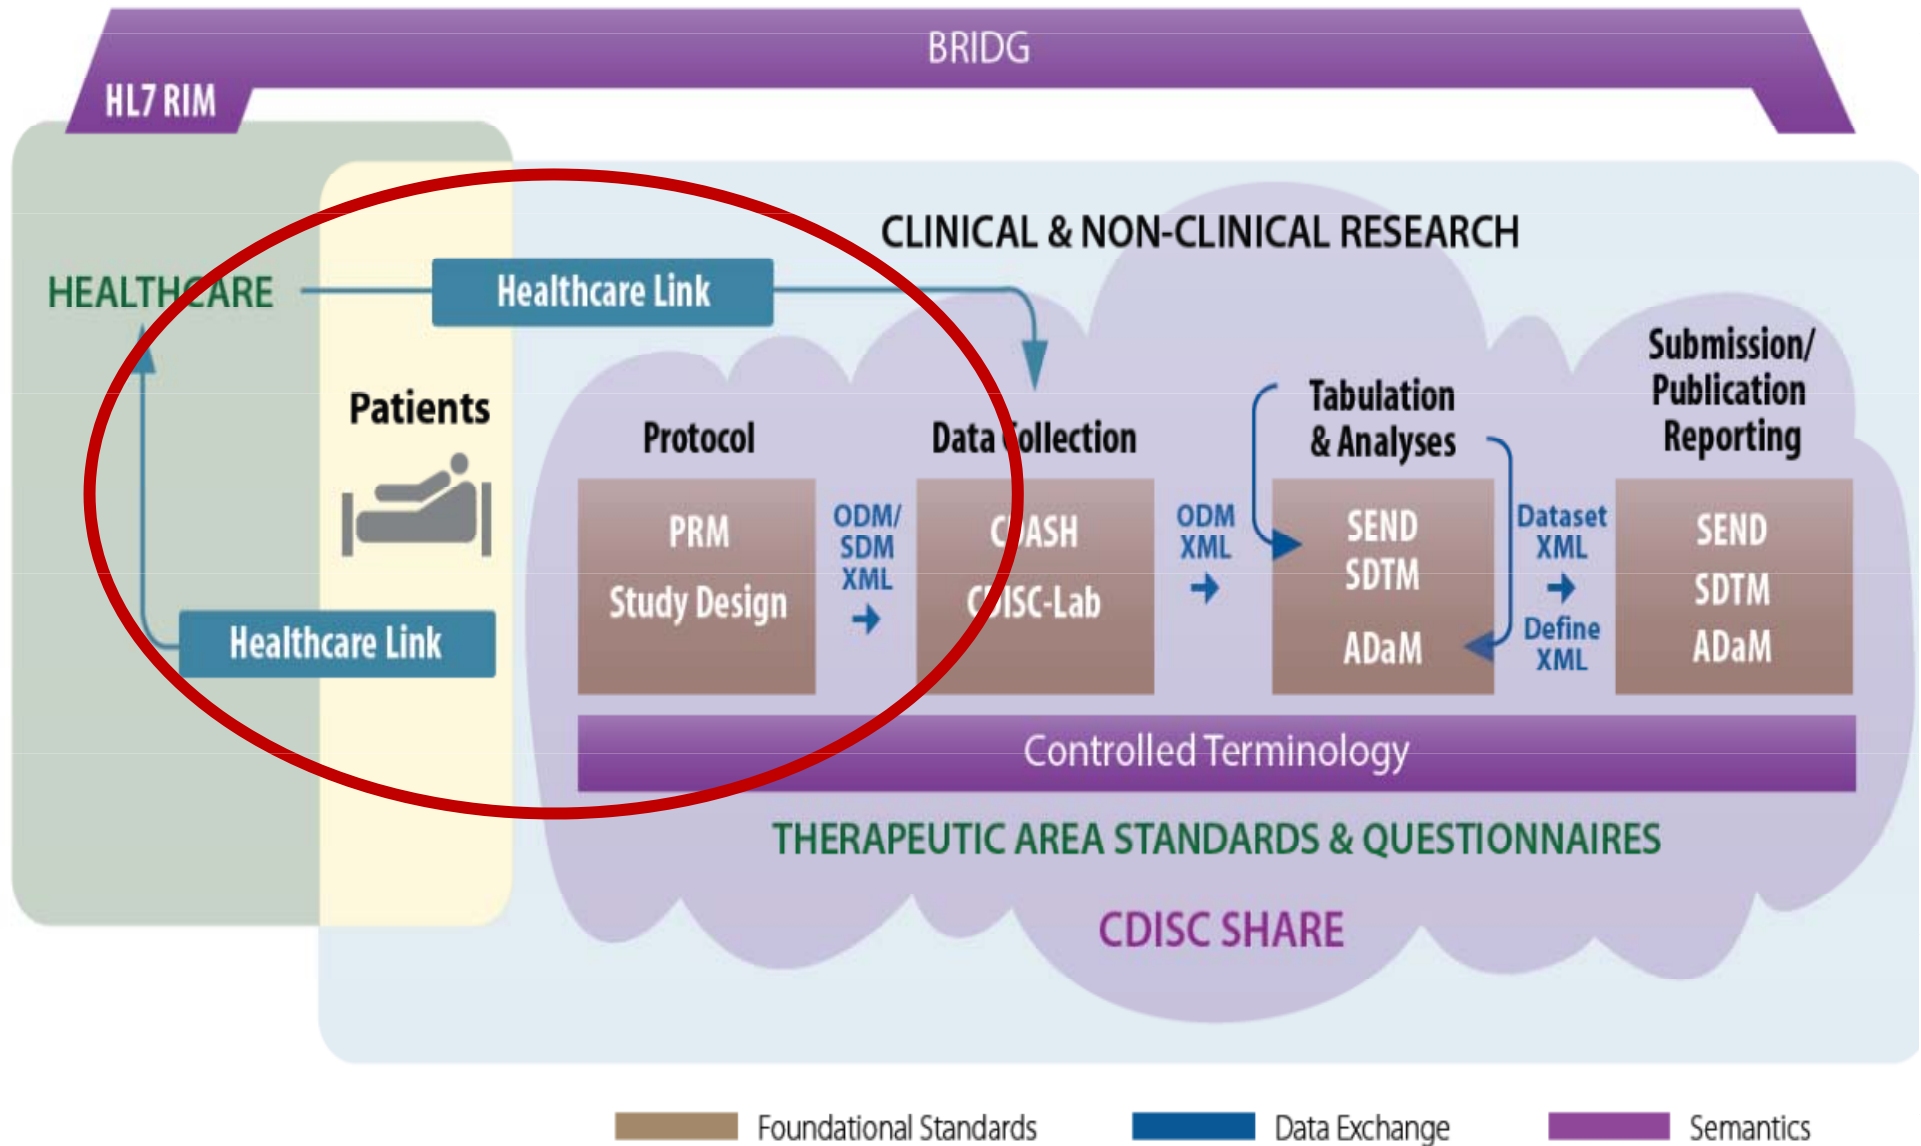 BRIDG
HL7 RIM
CLINICAL & NON-CLINICAL RESEARCH
HEALTHCARE
Healthcare Link
Patients
Healthcare Link
Protocol
PRM
Study Design
ODM/
SDM
XML
Data Collection
CDASH
CDISC-Lab
ODM
XML
Tabulation
& Analyses
SEND
SDTM
ADaM
Dataset
XML
Define
XML
Submission/
Publication
Reporting
SEND
SDTM
ADaM
Controlled Terminology
THERAPEUTIC AREA STANDARDS & QUESTIONNAIRES
CDISC SHARE
Foundational Standards
Data Exchange
Semantics